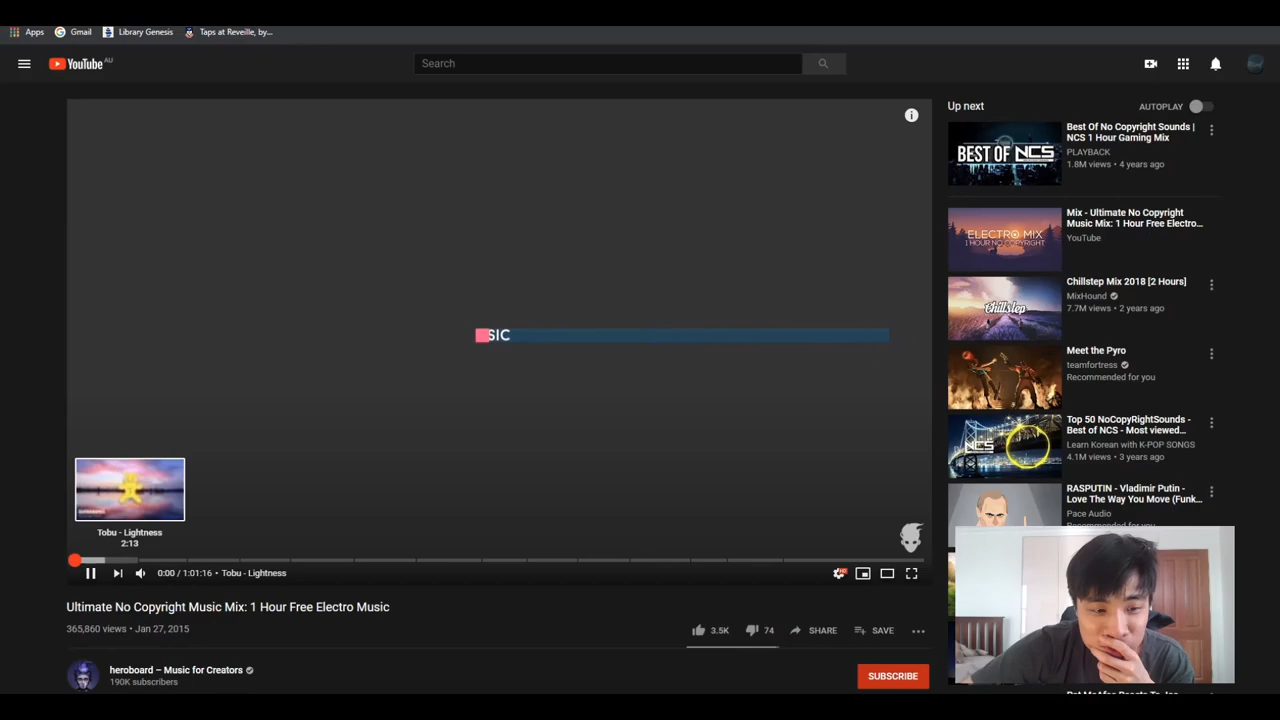 Apps Gmail Library Genesis Taps at Reveille, by...
YouTube AU
Search
Up next
AUTOPLAY
SIC
Tobu - Lightness
2:13
0:00 / 1:01:16 • Tobu - Lightness
HD
Ultimate No Copyright Music Mix: 1 Hour Free Electro Music
365,860 views • Jan 27, 2015
3.5K 74 SHARE SAVE
heroboard – Music for Creators
190K subscribers
SUBSCRIBE
BEST OF NCS
Best Of No Copyright Sounds |
NCS 1 Hour Gaming Mix
PLAYBACK
1.8M views • 4 years ago
ELECTRO MIX
1 HOUR NO COPYRIGHT
Mix - Ultimate No Copyright
Music Mix: 1 Hour Free Electro...
YouTube
Chillstep
Chillstep Mix 2018 [2 Hours]
MixHound
7.7M views • 2 years ago
Meet the Pyro
teamfortress
Recommended for you
NCS
Top 50 NoCopyRightSounds -
Best of NCS - Most viewed...
Learn Korean with K-POP SONGS
4.1M views • 3 years ago
RASPUTIN - Vladimir Putin -
Love The Way You Move (Funk...
Pace Audio
Recommended for you